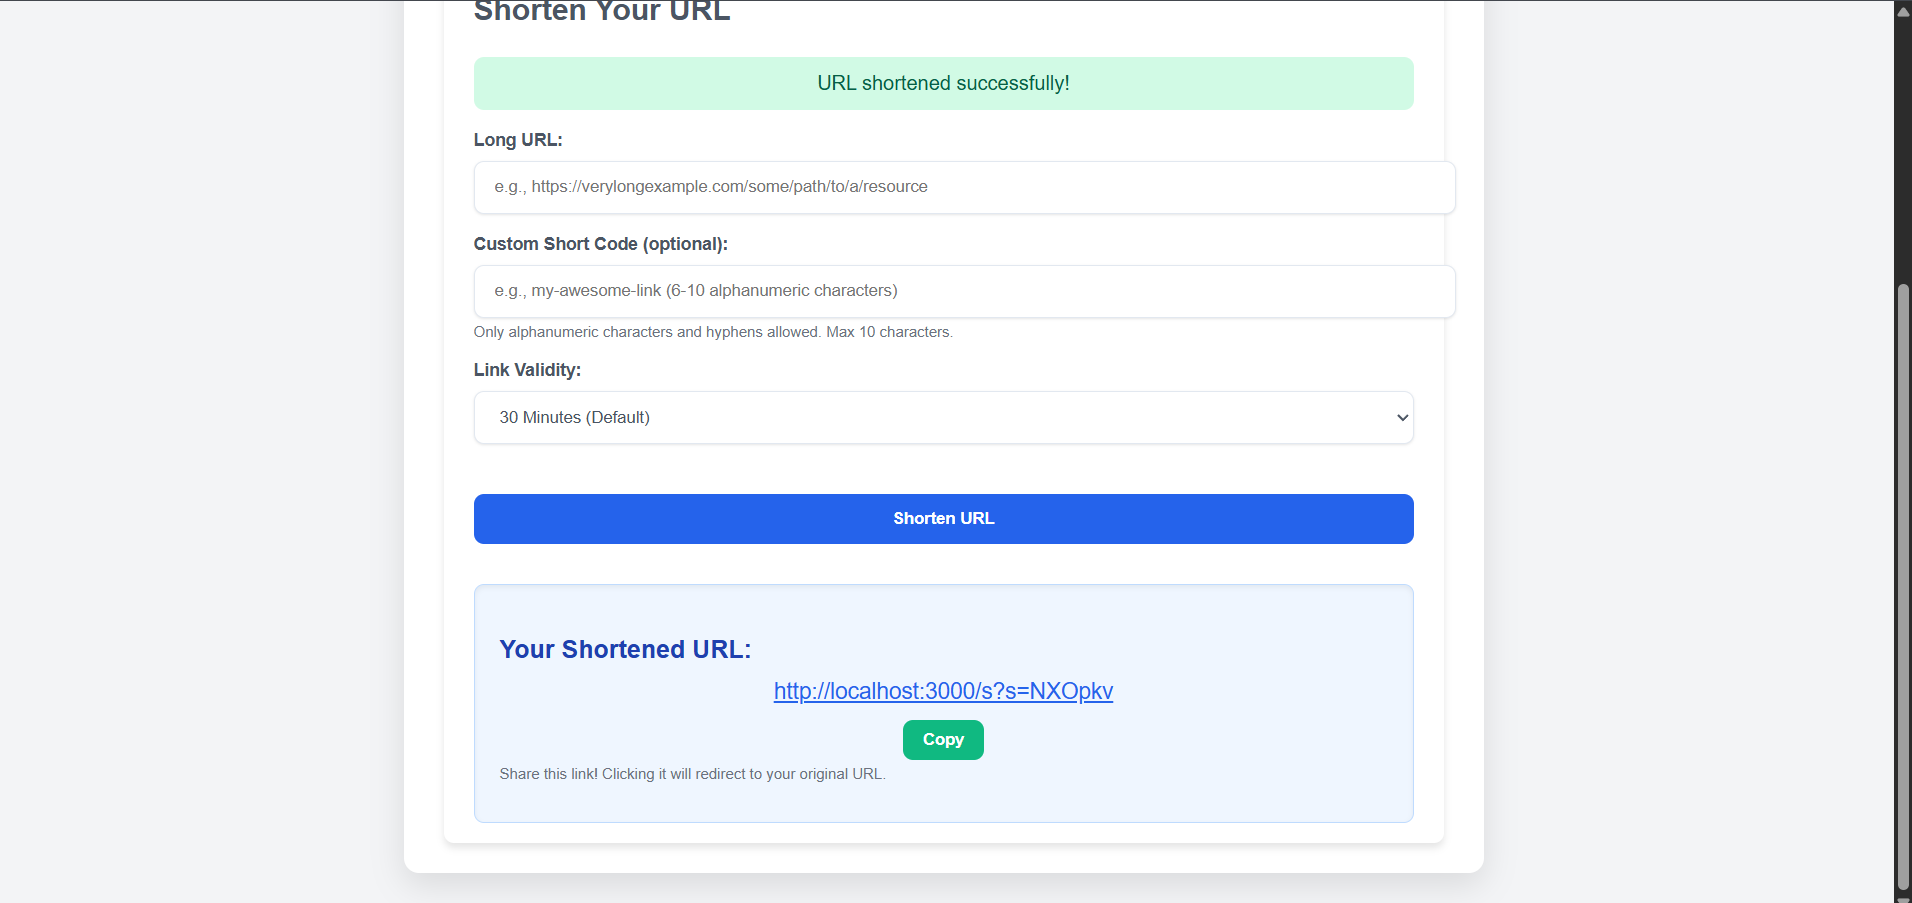 Shorten Your URL
URL shortened successfully!
Long URL:
e.g., https://verylongexample.com/some/path/to/a/resource
Custom Short Code (optional):
e.g., my-awesome-link (6-10 alphanumeric characters)
Only alphanumeric characters and hyphens allowed. Max 10 characters.
Link Validity:
30 Minutes (Default)
Shorten URL
Your Shortened URL:
http://localhost:3000/s?s=NXOpkv
Copy
Share this link! Clicking it will redirect to your original URL.